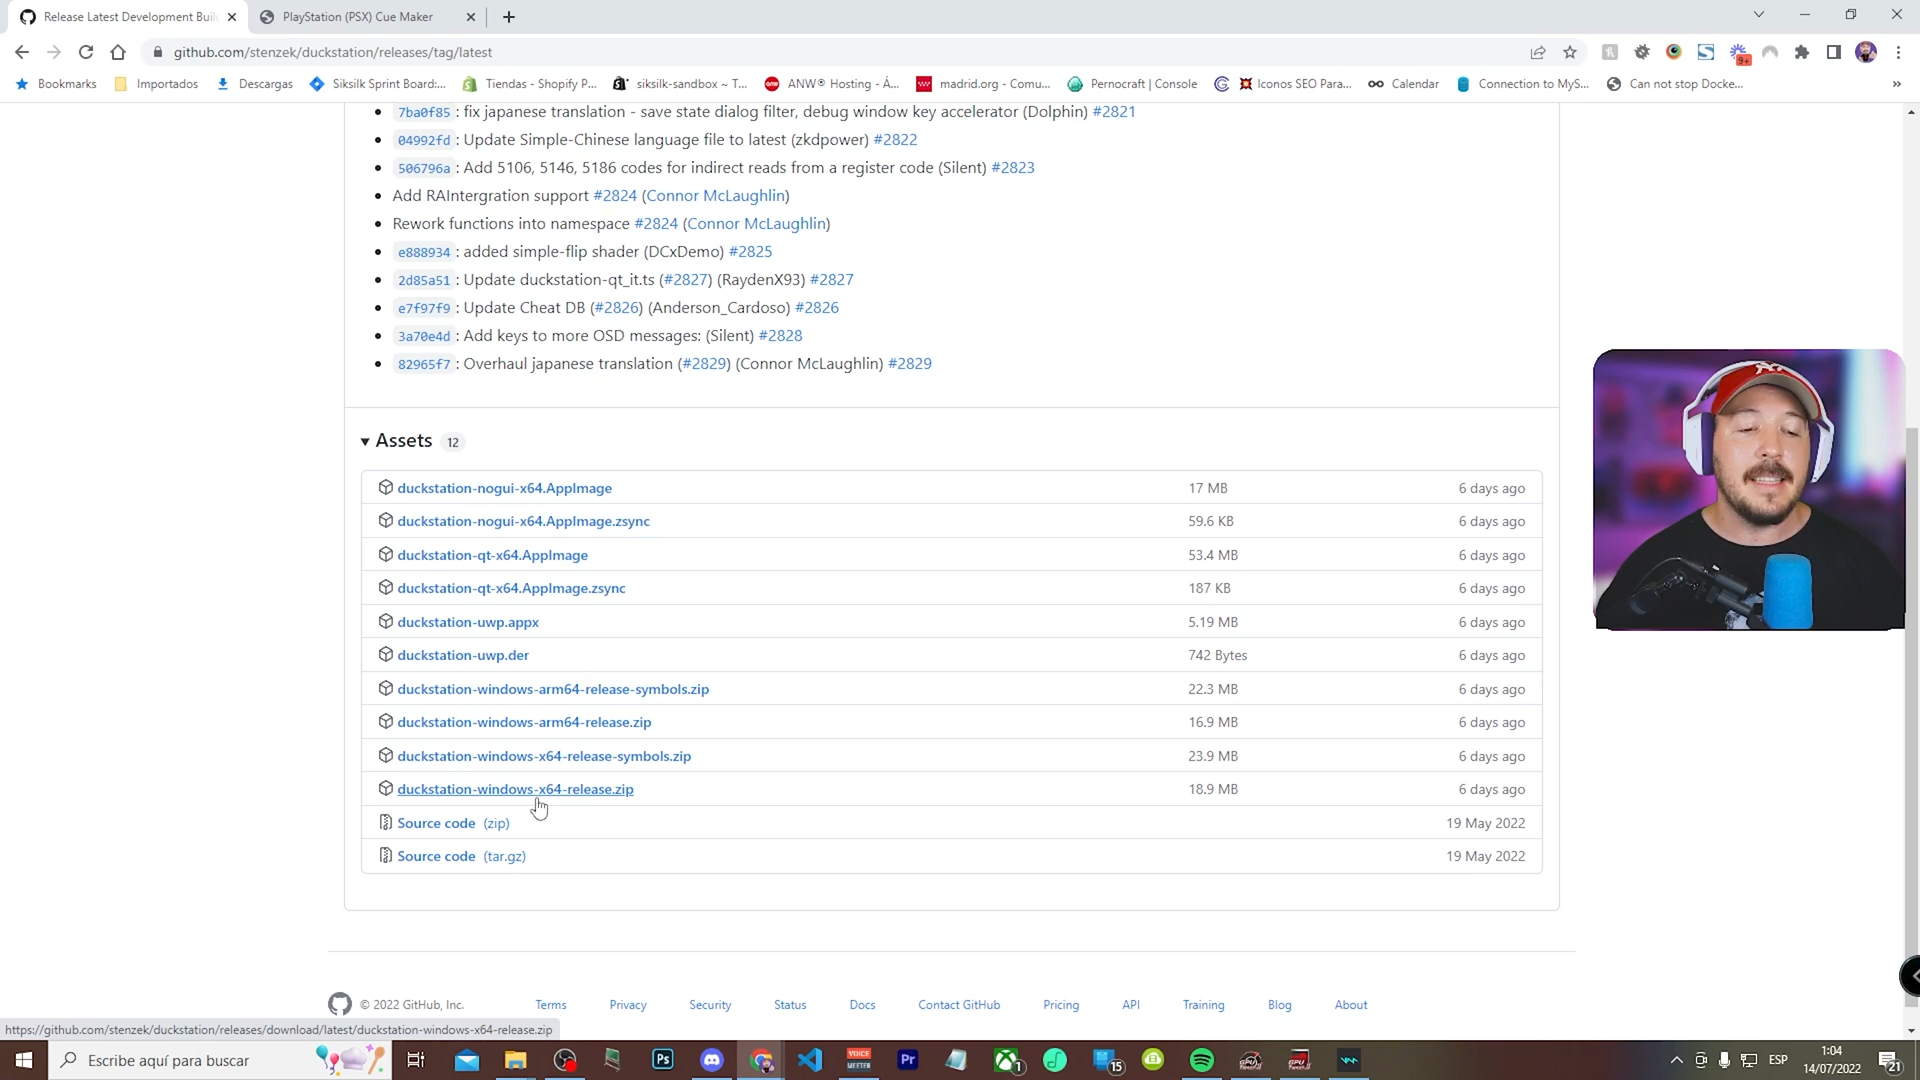 Release Latest Development Buil
PlayStation (PSX) Cue Maker
github.com/stenzek/duckstation/releases/tag/latest
9+
Bookmarks
Importados
Descargas
Siksilk Sprint Board:...
Tiendas - Shopify P...
siksilk-sandbox ~ T...
ANW® Hosting - Á...
madrid.org - Comu...
Pernocraft | Console
Iconos SEO Para...
Calendar
Connection to MyS...
Can not stop Docke...
»
7ba0f85 : fix japanese translation - save state dialog filter, debug window key accelerator (Dolphin) #2821
04992fd : Update Simple-Chinese language file to latest (zkdpower) #2822
506796a : Add 5106, 5146, 5186 codes for indirect reads from a register code (Silent) #2823
Add RAIntergration support #2824 (Connor McLaughlin)
Rework functions into namespace #2824 (Connor McLaughlin)
e888934 : added simple-flip shader (DCxDemo) #2825
2d85a51 : Update duckstation-qt_it.ts (#2827) (RaydenX93) #2827
e7f97f9 : Update Cheat DB (#2826) (Anderson_Cardoso) #2826
3a70e4d : Add keys to more OSD messages: (Silent) #2828
82965f7 : Overhaul japanese translation (#2829) (Connor McLaughlin) #2829
Assets 12
duckstation-nogui-x64.AppImage 17 MB 6 days ago
duckstation-nogui-x64.AppImage.zsync 59.6 KB 6 days ago
duckstation-qt-x64.AppImage 53.4 MB 6 days ago
duckstation-qt-x64.AppImage.zsync 187 KB 6 days ago
duckstation-uwp.appx 5.19 MB 6 days ago
duckstation-uwp.der 742 Bytes 6 days ago
duckstation-windows-arm64-release-symbols.zip 22.3 MB 6 days ago
duckstation-windows-arm64-release.zip 16.9 MB 6 days ago
duckstation-windows-x64-release-symbols.zip 23.9 MB 6 days ago
duckstation-windows-x64-release.zip 18.9 MB 6 days ago
Source code (zip) 19 May 2022
Source code (tar.gz) 19 May 2022
© 2022 GitHub, Inc. Terms Privacy Security Status Docs Contact GitHub Pricing API Training Blog About
https://github.com/stenzek/duckstation/releases/download/latest/duckstation-windows-x64-release.zip
Escribe aquí para buscar
Ps
VOICE
MEETER
Pr
1
15
ESP
1:04
14/07/2022
21